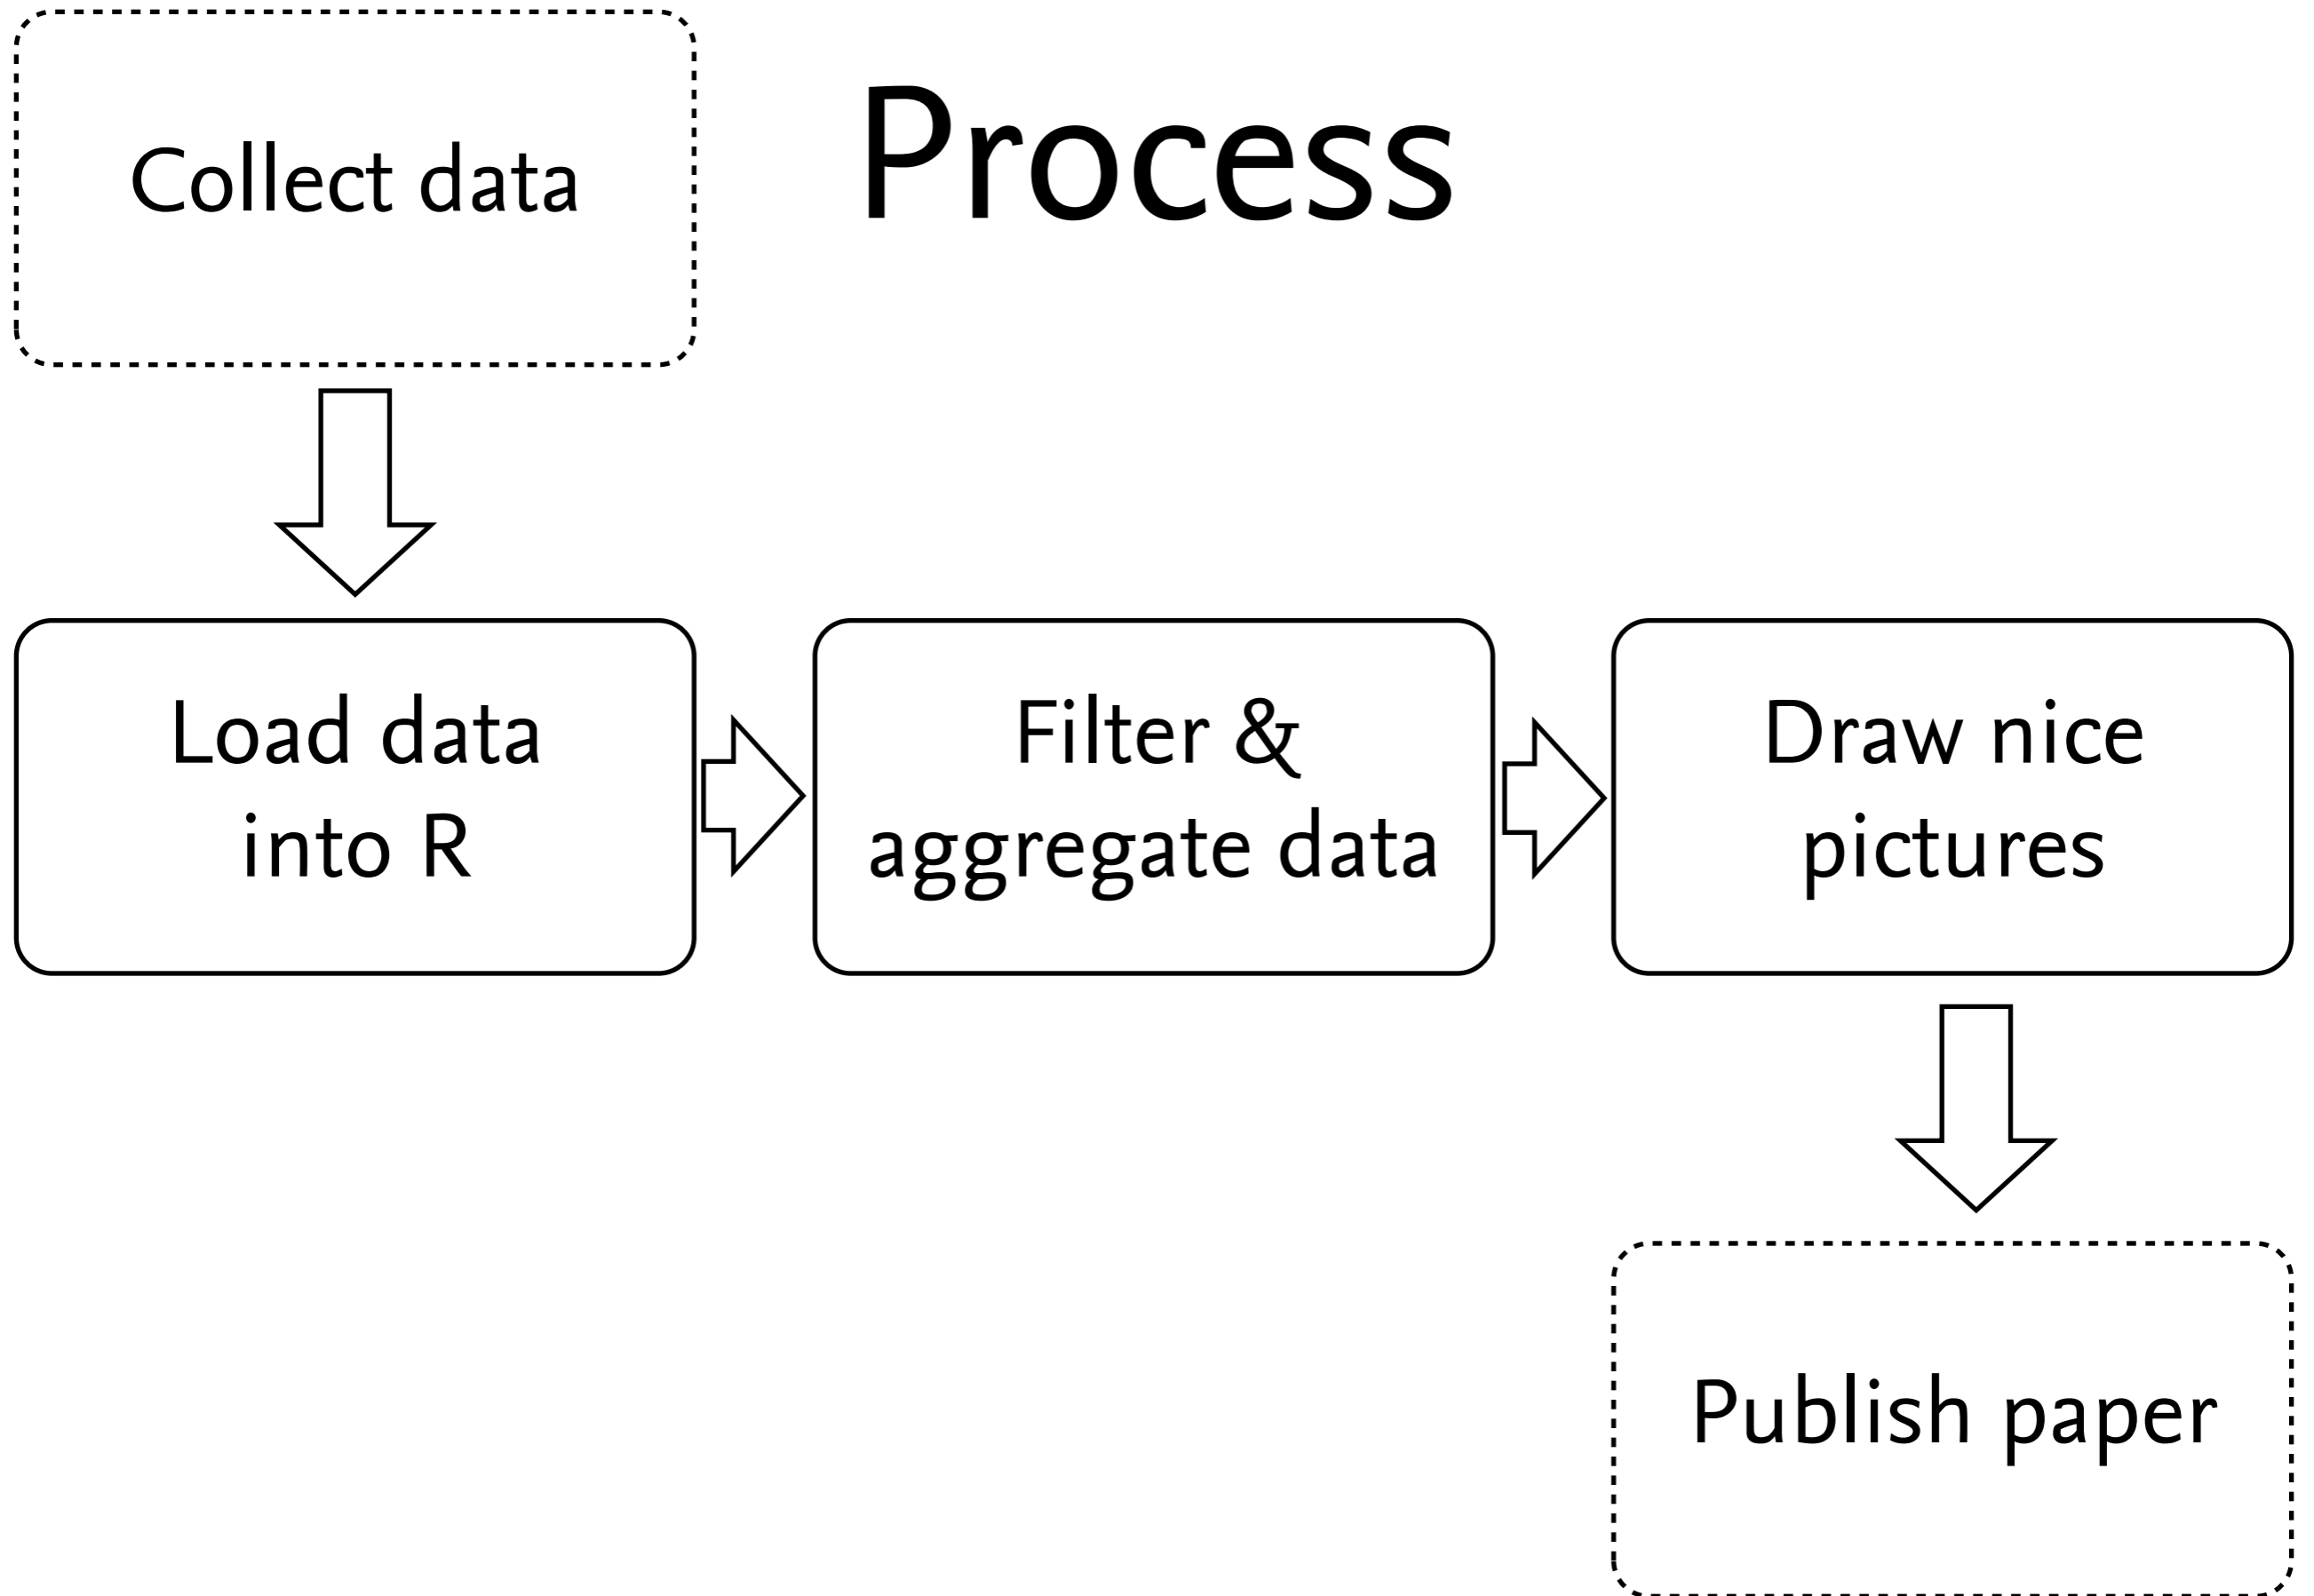 Process
Collect data
Load data
into R
Filter &
aggregate data
Draw nice
pictures
Publish paper